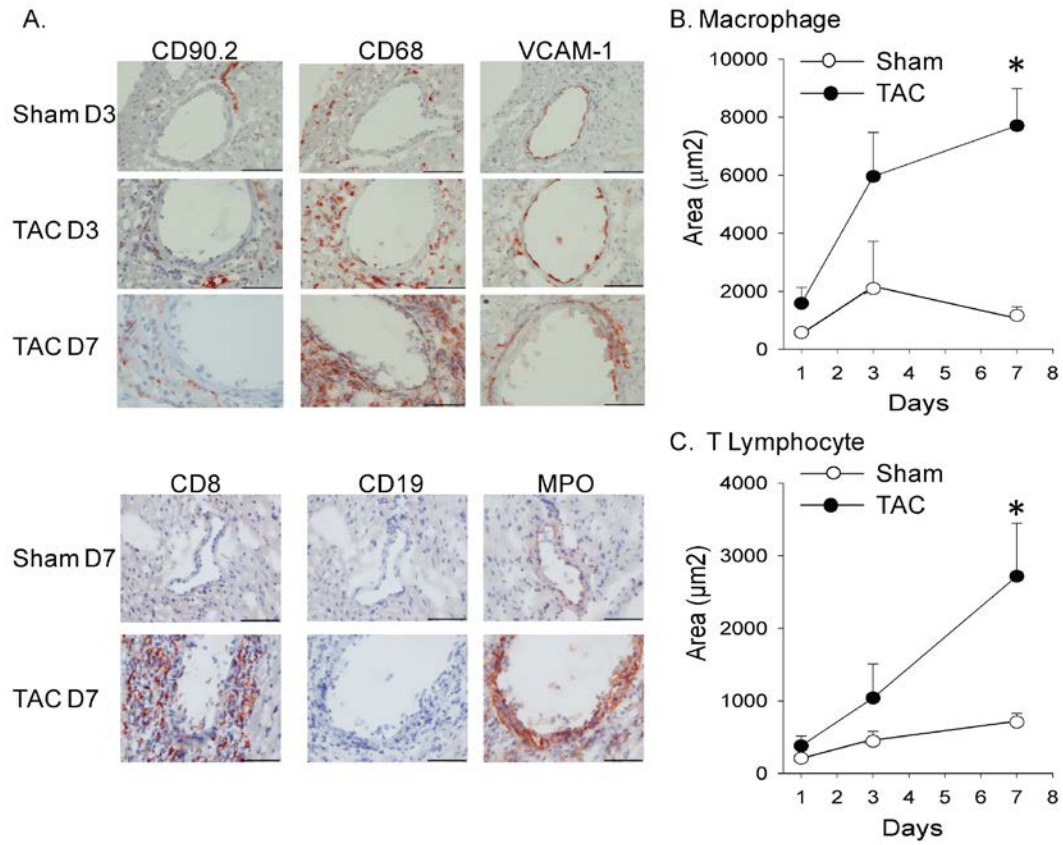 A.
CD90.2 CD68 VCAM-1
Sham D3
TAC D3
TAC D7
CD8 CD19 MPO
Sham D7
TAC D7
B. Macrophage
Sham
TAC
*
10000
8000
6000
4000
2000
0
Area (μm2)
1 2 3 4 5 6 7 8
Days
C. T Lymphocyte
Sham
TAC
*
4000
3000
2000
1000
0
Area (μm2)
1 2 3 4 5 6 7 8
Days